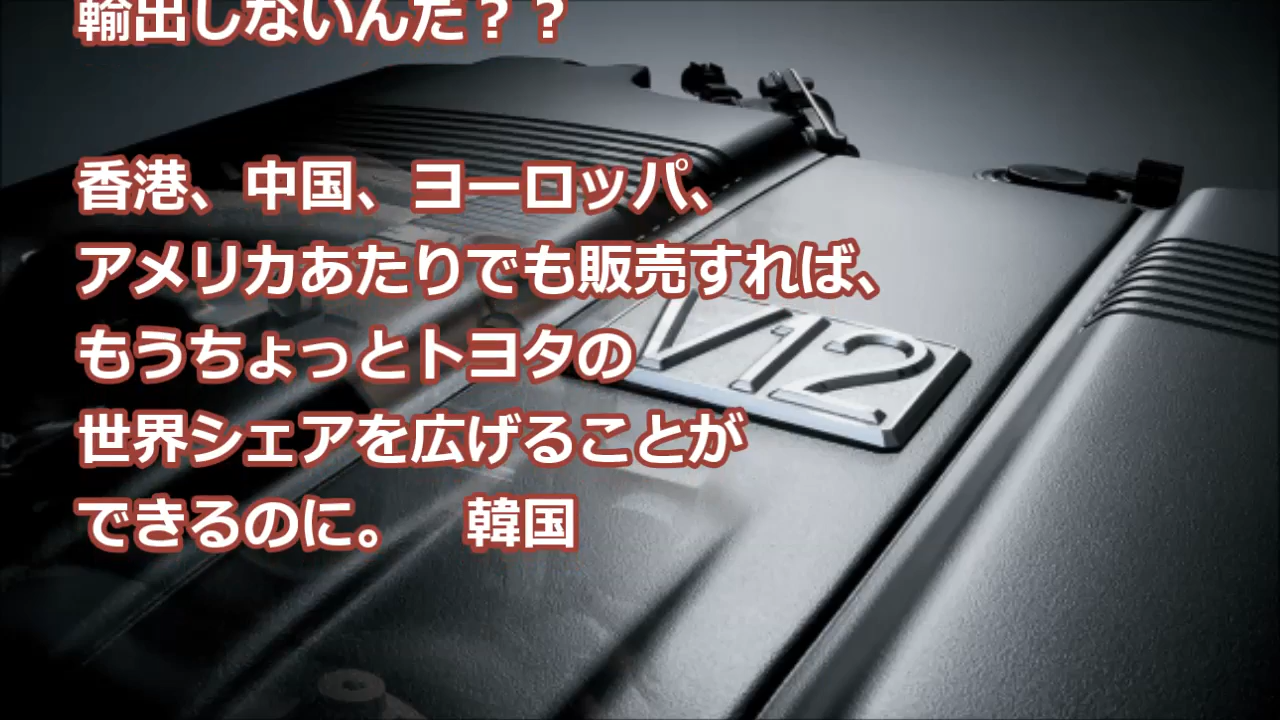 輸出しないんだ？？
香港、中国、ヨーロッパ、
アメリカあたりでも販売すれば、
もうちょっとトヨタの
世界シェアを広げることが
できるのに。　韓国
V12